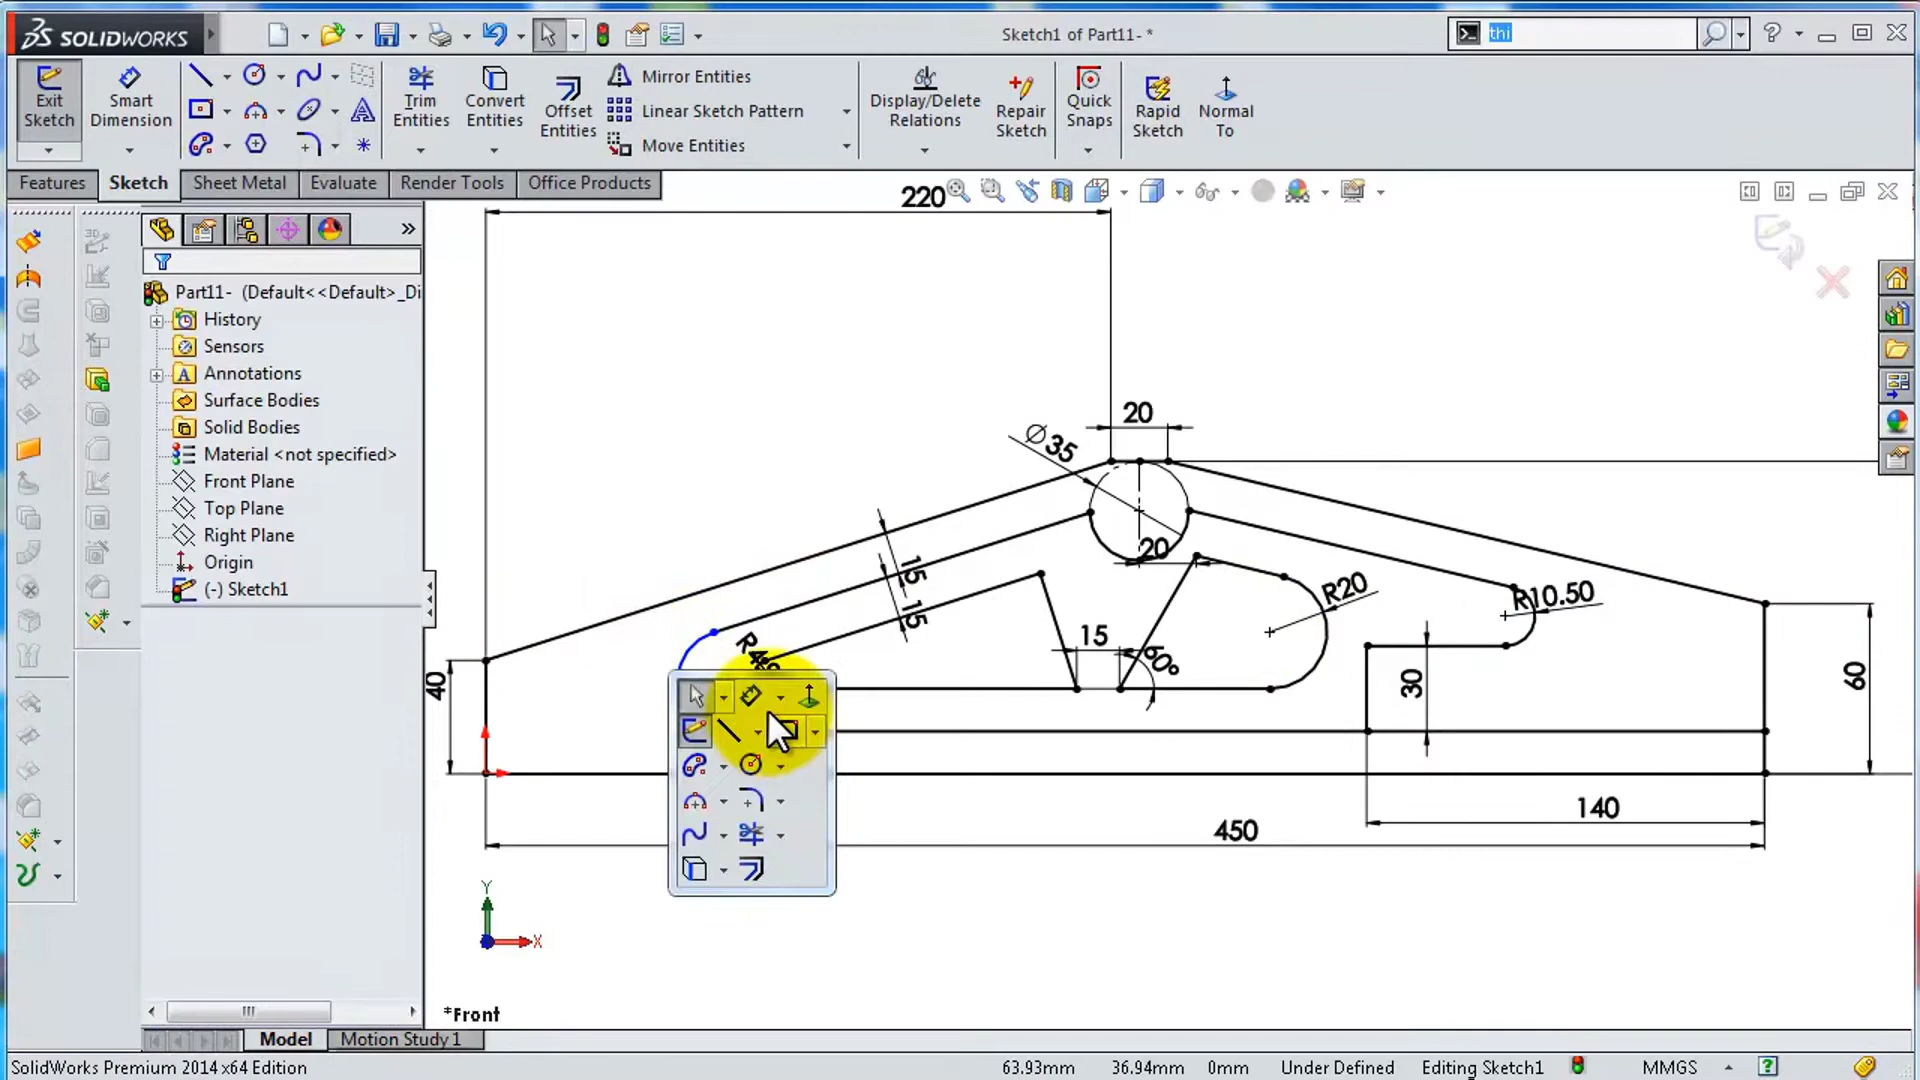 SOLIDWORKS
Sketch1 of Part11- *
thi
Exit
Sketch
Smart
Dimension
Trim
Entities
Convert
Entities
Offset
Entities
Mirror Entities
Linear Sketch Pattern
Move Entities
Display/Delete
Relations
Repair
Sketch
Quick
Snaps
Rapid
Sketch
Normal
To
Features
Sketch
Sheet Metal
Evaluate
Render Tools
Office Products
Part11- (Default<<Default>_Di
History
Sensors
Annotations
Surface Bodies
Solid Bodies
Material <not specified>
Front Plane
Top Plane
Right Plane
Origin
(-) Sketch1
220
20
Ø35
20
15
15
R20
R10.50
15
60°
40
30
60
140
450
Y
X
*Front
Model
Motion Study 1
SolidWorks Premium 2014 x64 Edition
63.93mm
36.94mm
0mm
Under Defined
Editing Sketch1
MMGS